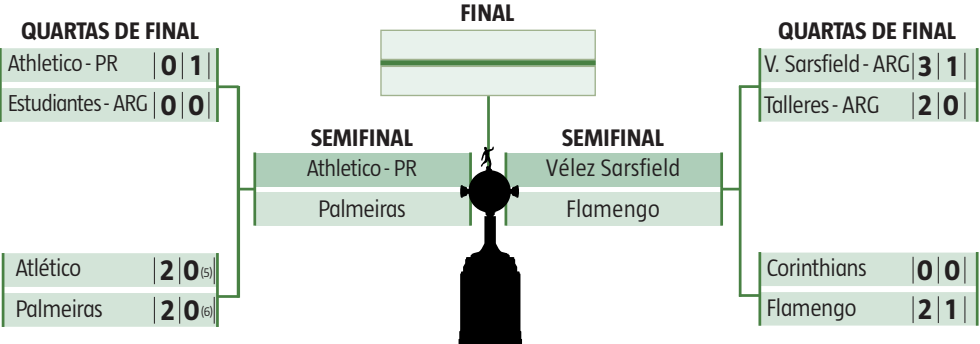 FINAL
QUARTAS DE FINAL
Athletico - PR 0 1
Estudiantes - ARG 0 0
SEMIFINAL
Athletico - PR
Palmeiras
Atlético 2 0 (5)
Palmeiras 2 0 (6)
QUARTAS DE FINAL
V. Sarsfield - ARG 3 1
Talleres - ARG 2 0
SEMIFINAL
Vélez Sarsfield
Flamengo
Corinthians 0 0
Flamengo 2 1